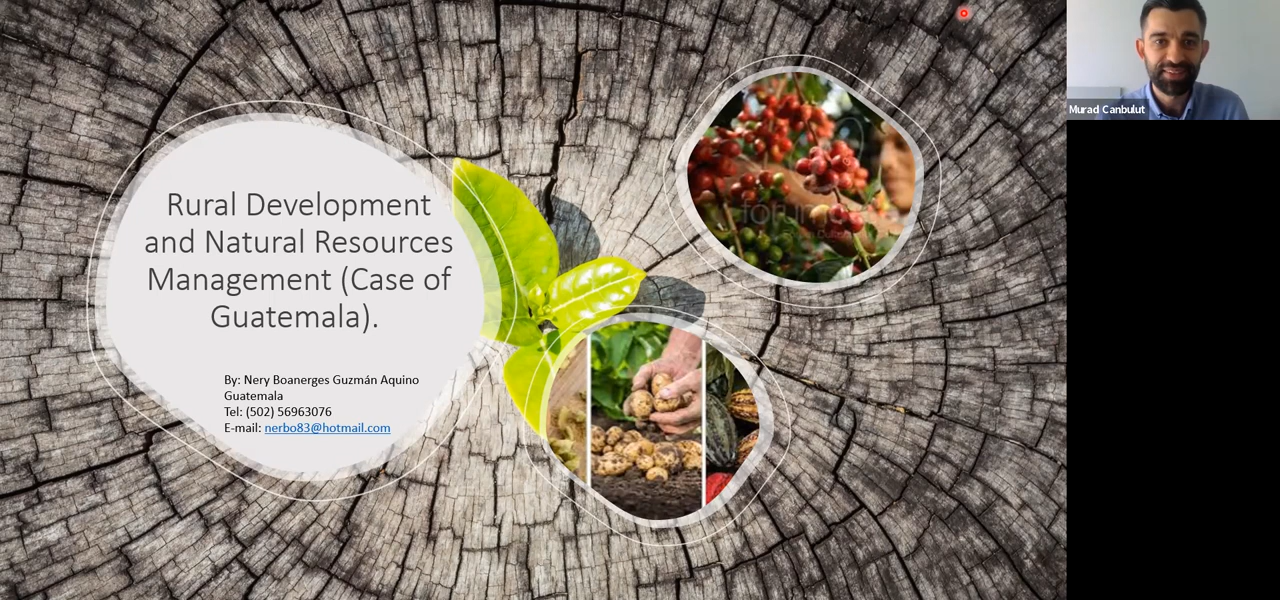 Rural Development
and Natural Resources
Management (Case of
Guatemala).
By: Nery Boanerges Guzmán Aquino
Guatemala
Tel: (502) 56963076
E-mail: nerbo83@hotmail.com
Murad Canbulut